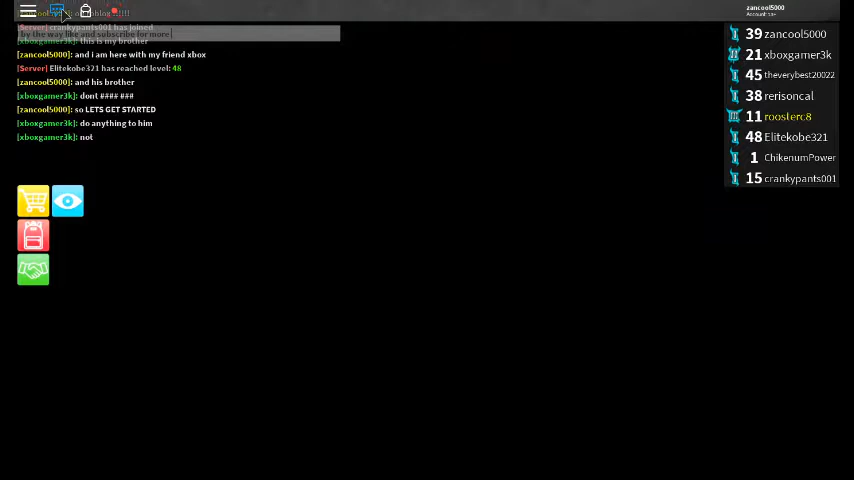 zancool5000
[Server] crankypants001 has joined
by the way like and subscribe for more
[xboxgamer3k]: this is my brother
[zancool5000]: and i am here with my friend xbox
[Server] Elitekobe321 has reached level: 48
[zancool5000]: and his brother
[xboxgamer3k]: dont #### ###
[zancool5000]: so LETS GET STARTED
[xboxgamer3k]: do anything to him
[xboxgamer3k]: not
39 zancool5000
21 xboxgamer3k
45 theverybest20022
38 rerisoncal
11 roosterc8
48 Elitekobe321
1 ChikenumPower
15 crankypants001